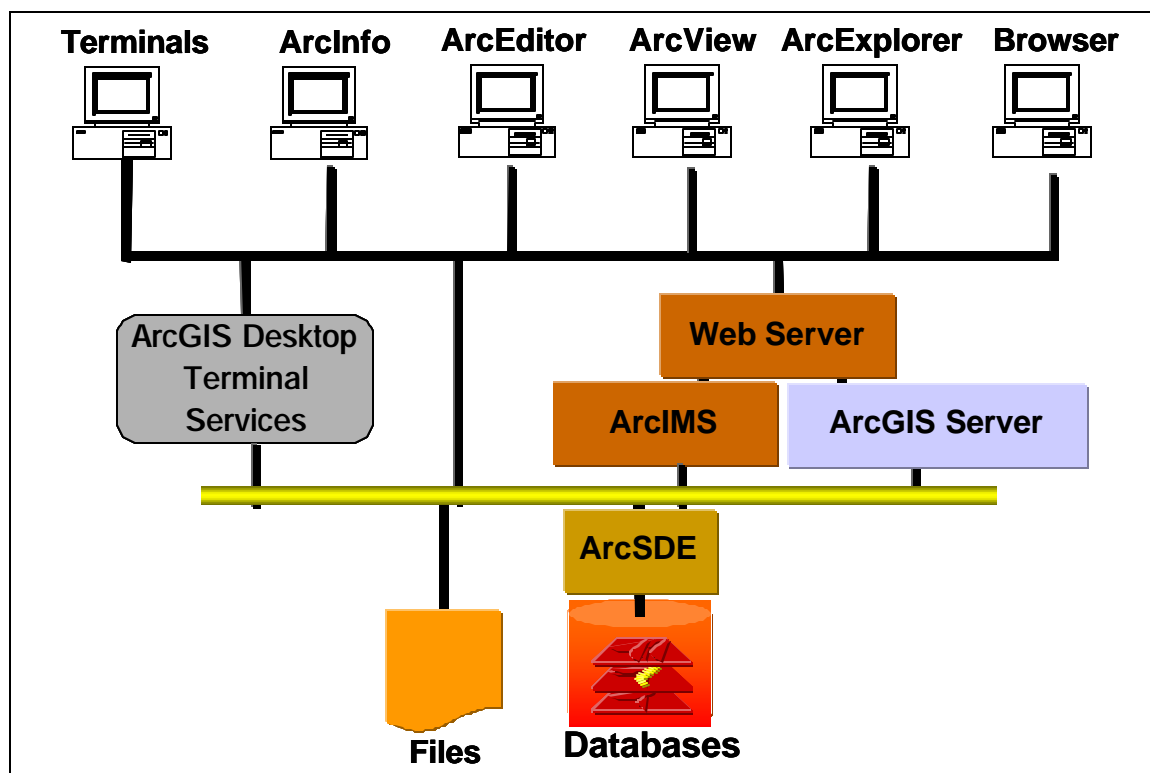 Terminals ArcInfo ArcEditor ArcView ArcExplorer Browser
ArcGIS Desktop
Terminal
Services
Web Server
ArcIMS
ArcGIS Server
ArcSDE
Files
Databases